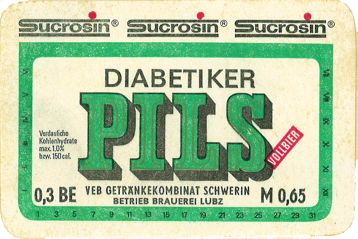 Sucrosin® Sucrosin® Sucrosin®
DIABETIKER
PILS
VOLLBIER
Verdauliche
Kohlenhydrate
max. 1,0%
bzw. 160 cal.
0,3 BE
VEB GETRÄNKEKOMBINAT SCHWERIN
BETRIEB BRAUEREI LÜBZ
M 0,65
1 3 5 7 9 11 13 15 17 19 21 23 25 27 29 31